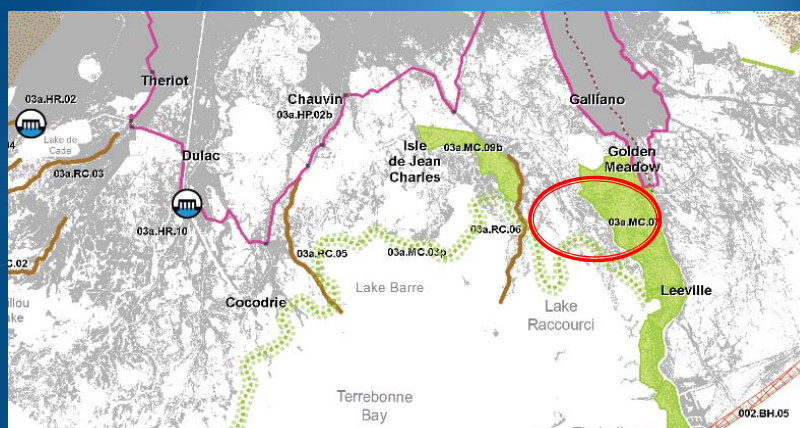 Theriot
03a.HR.02
Chauvin
03a.HP.02b
Galliano
Lake de
Cade
Isle
de Jean
Charles
03a.MC.09b
Golden
Meadow
Dulac
03a.RC.03
03a.HR.10
03a.RC.06
03a.MC.07
03a.RC.05
03a.MC.03p
C.02
Lake Barre
Leeville
Cocodrie
Lake
Raccourci
Terrebonne
Bay
002.BH.05